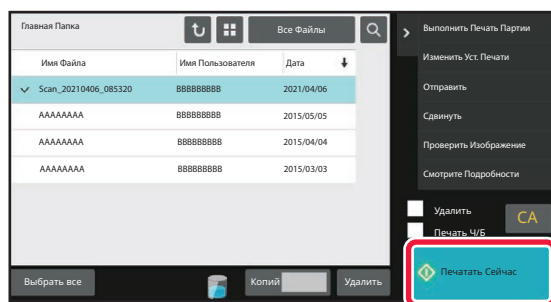 Главная Папка
Все Файлы
Имя Файла Имя Пользователя Дата
Scan_20210406_085320 BBBBBBBBB 2021/04/06
AAAAAAAA BBBBBBBBB 2015/05/05
AAAAAAAA BBBBBBBBB 2015/04/04
AAAAAAAA BBBBBBBBB 2015/03/03
Выбрать все
Копий
Удалить
Выполнить Печать Партии
Изменить Уст. Печати
Отправить
Сдвинуть
Проверить Изображение
Смотрите Подробности
Удалить
Печать Ч/Б
CA
Печатать Сейчас